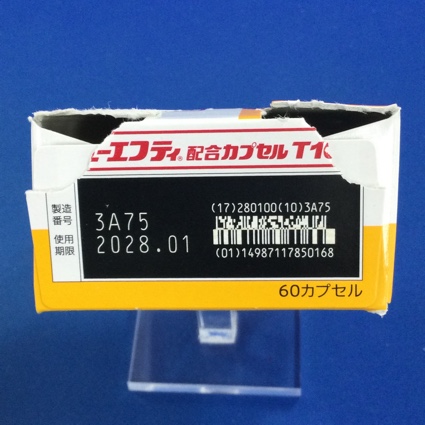 ーエフティ® 配合カプセル T1
製造番号 3A75
使用期限 2028.01
(17)280100(10)3A75
(01)14987117850168
60カプセル